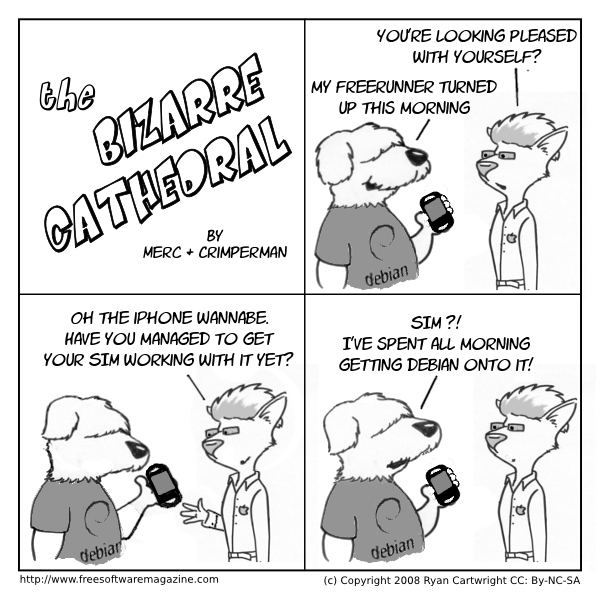 the
BIZARRE
CATHEDRAL
BY
MERC + CRIMPERMAN
YOU'RE LOOKING PLEASED
WITH YOURSELF?
MY FREERUNNER TURNED
UP THIS MORNING
debian
OH THE IPHONE WANNABE.
HAVE YOU MANAGED TO GET
YOUR SIM WORKING WITH IT YET?
debian
SIM ?!
I'VE SPENT ALL MORNING
GETTING DEBIAN ONTO IT!
debian
http://www.freesoftwaremagazine.com
(c) Copyright 2008 Ryan Cartwright CC: By-NC-SA